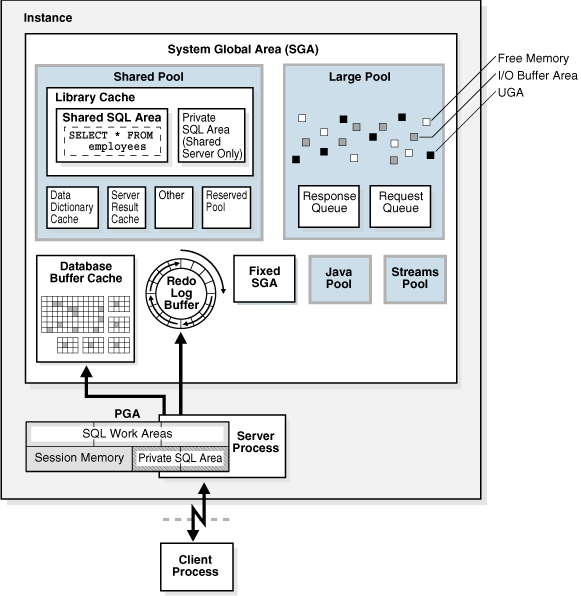 Instance
System Global Area (SGA)
Shared Pool
Library Cache
Shared SQL Area
SELECT * FROM
employees
Private
SQL Area
(Shared
Server Only)
Data
Dictionary
Cache
Server
Result
Cache
Other
Reserved
Pool
Large Pool
Response
Queue
Request
Queue
Free Memory
I/O Buffer Area
UGA
Database
Buffer Cache
Redo
Log
Buffer
Fixed
SGA
Java
Pool
Streams
Pool
PGA
SQL Work Areas
Session Memory
Private SQL Area
Server
Process
Client
Process